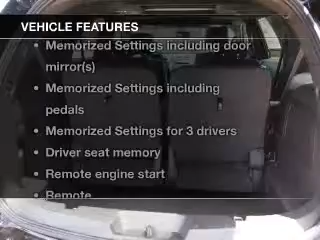 VEHICLE FEATURES
• Memorized Settings including door
mirror(s)
• Memorized Settings including
pedals
• Memorized Settings for 3 drivers
• Driver seat memory
• Remote engine start
• Remote